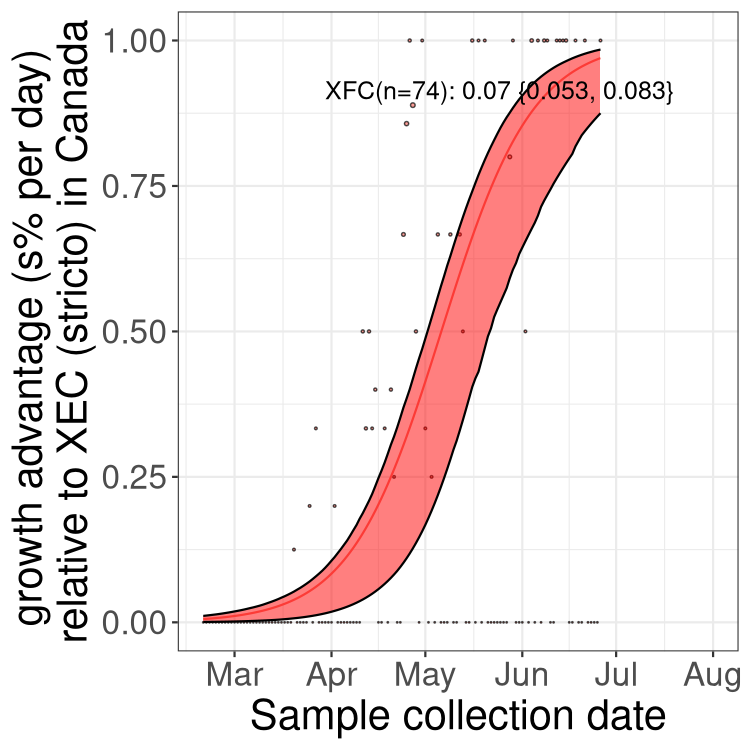 growth advantage (s% per day)
relative to XEC (stricto) in Canada
1.00
0.75
0.50
0.25
0.00
XFC(n=74): 0.07 {0.053, 0.083}
Mar Apr May Jun Jul Aug
Sample collection date